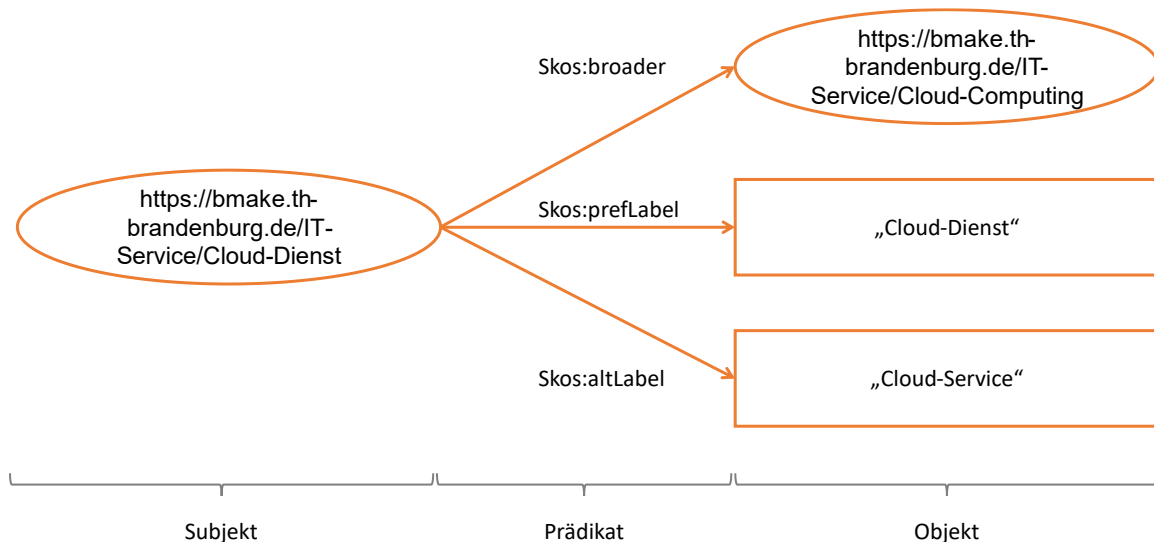 Skos:broader
https://bmake.th-
brandenburg.de/IT-
Service/Cloud-Computing
https://bmake.th-
brandenburg.de/IT-
Service/Cloud-Dienst
Skos:prefLabel
„Cloud-Dienst“
Skos:altLabel
„Cloud-Service“
Subjekt
Prädikat
Objekt